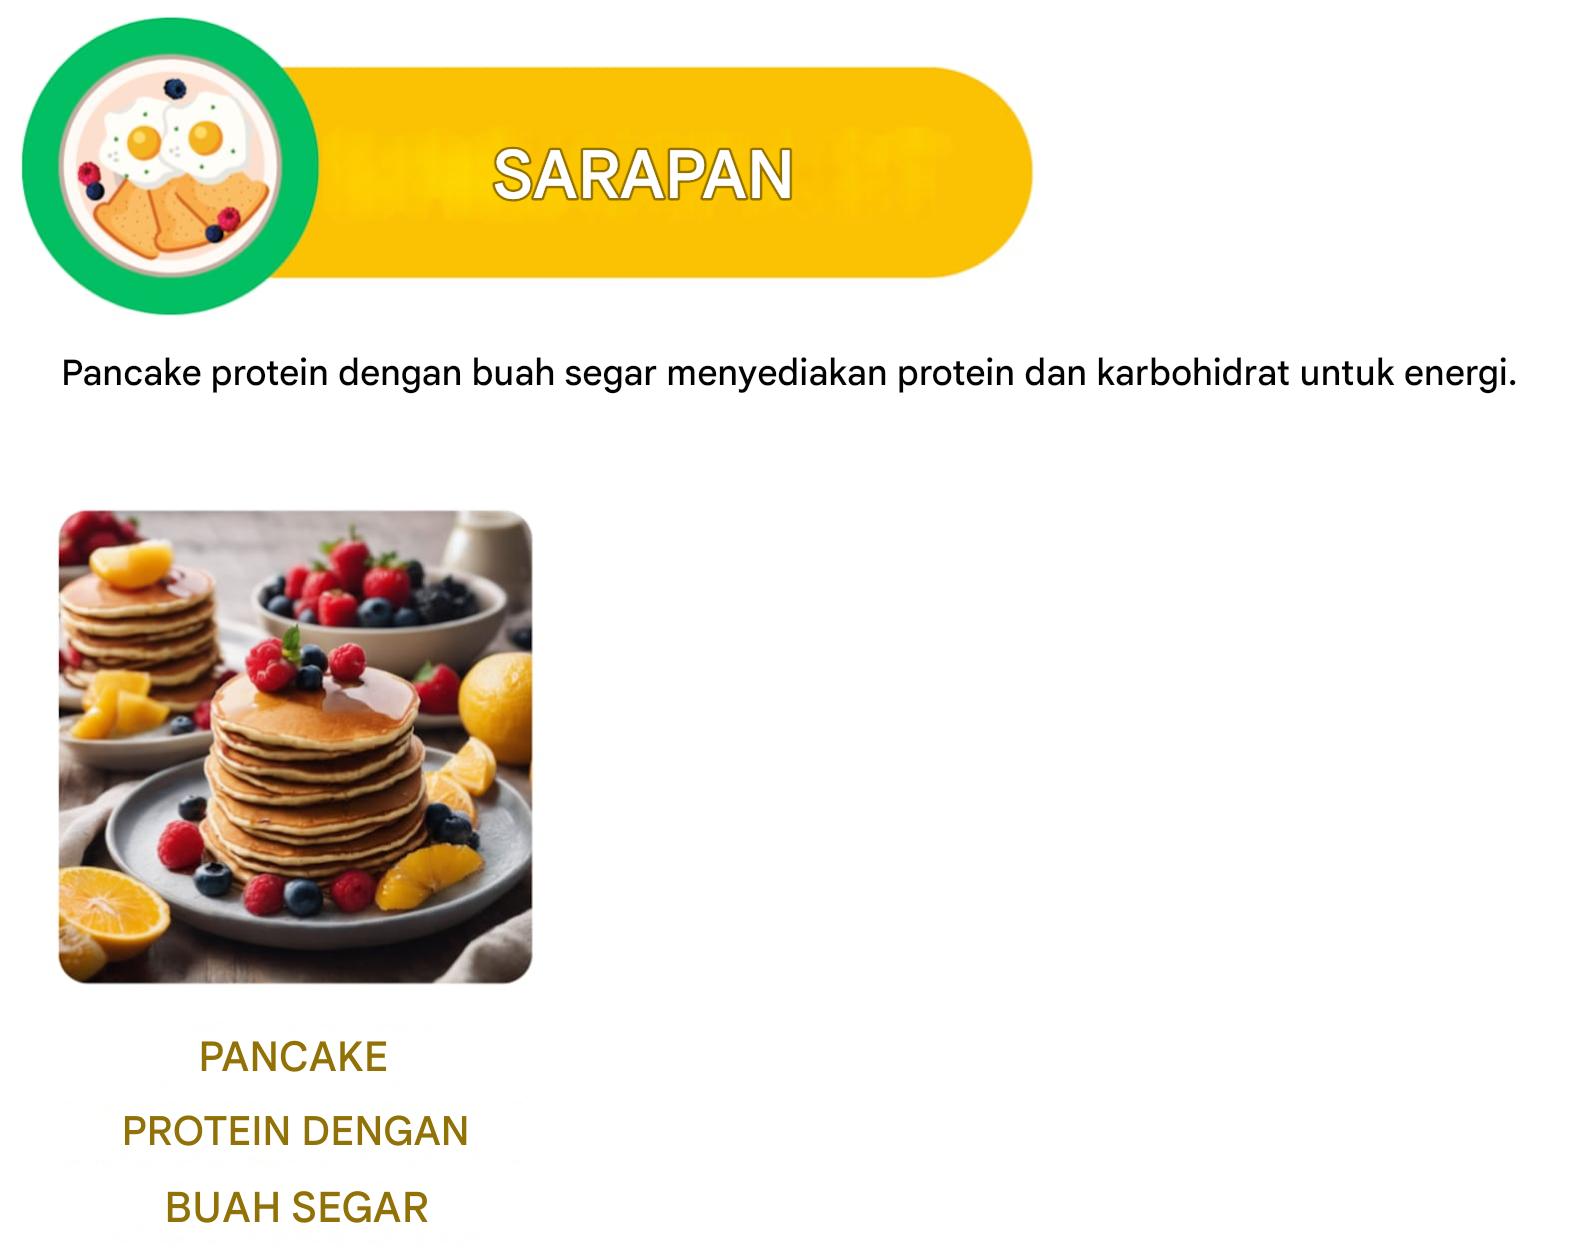 SARAPAN
Pancake protein dengan buah segar menyediakan protein dan karbohidrat untuk energi.
PANCAKE
PROTEIN DENGAN
BUAH SEGAR